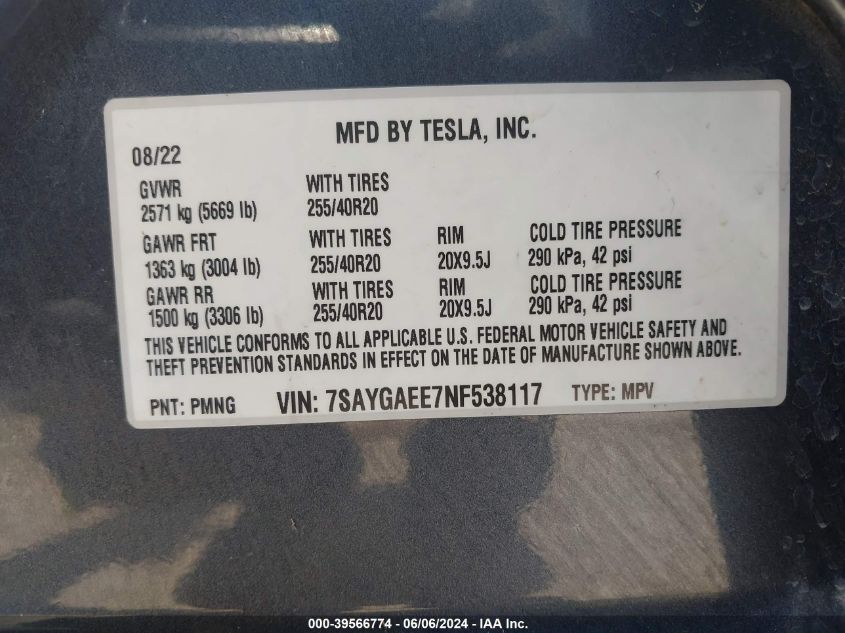 MFD BY TESLA, INC.
08/22
GVWR WITH TIRES
2571 kg (5669 lb) 255/40R20
GAWR FRT WITH TIRES RIM COLD TIRE PRESSURE
1363 kg (3004 lb) 255/40R20 20X9.5J 290 kPa, 42 psi
GAWR RR WITH TIRES RIM COLD TIRE PRESSURE
1500 kg (3306 lb) 255/40R20 20X9.5J 290 kPa, 42 psi
THIS VEHICLE CONFORMS TO ALL APPLICABLE U.S. FEDERAL MOTOR VEHICLE SAFETY AND
THEFT PREVENTION STANDARDS IN EFFECT ON THE DATE OF MANUFACTURE SHOWN ABOVE.
PNT: PMNG VIN: 7SAYGAEE7NF538117 TYPE: MPV
000-39566774 - 06/06/2024 - IAA Inc.